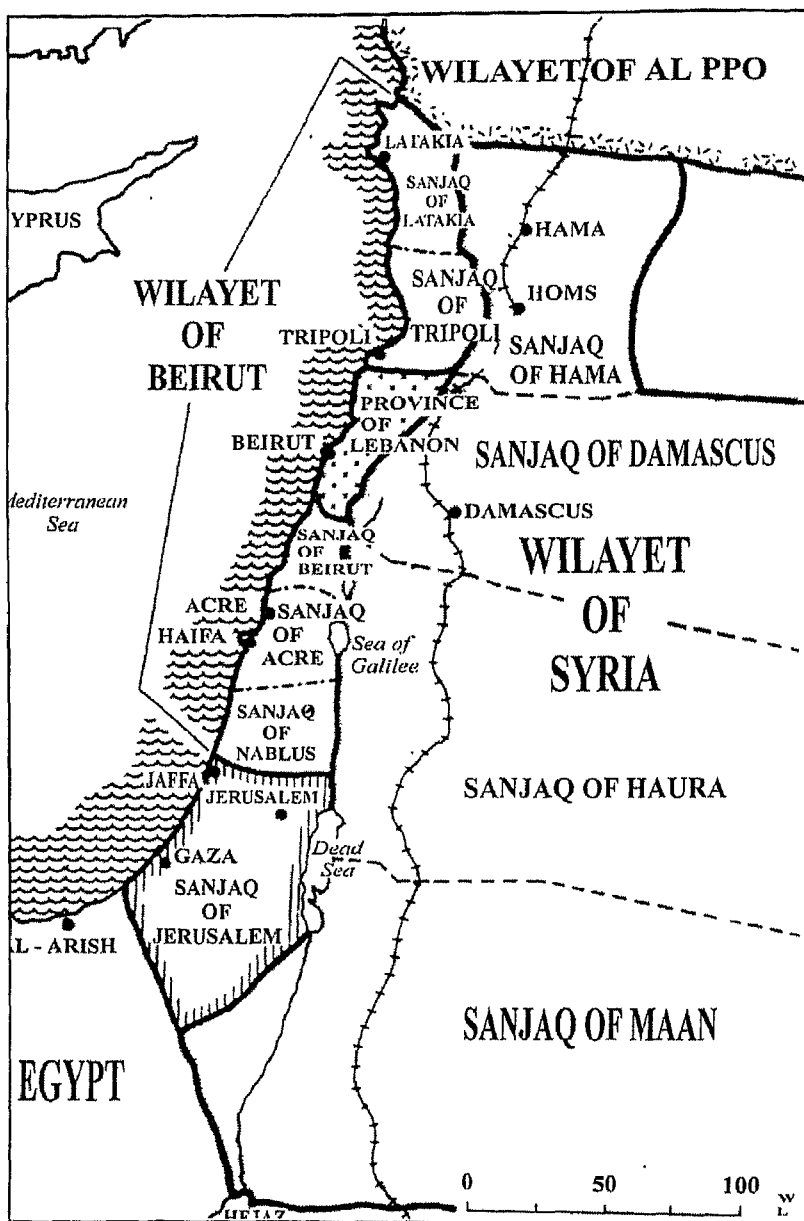 WILAYET OF AL PPO
LATAKIA
SANJAQ
OF
LATAKIA
YPRUS
HAMA
WILAYET
OF
BEIRUT
SANJAQ
OF
TRIPOLI
HOMS
TRIPOLI
SANJAQ
OF HAMA
PROVINCE
OF
LEBANON
BEIRUT
SANJAQ OF DAMASCUS
Mediterranean
Sea
DAMASCUS
SANJAQ
OF
BEIRUT
WILAYET
OF
SYRIA
ACRE
HAIFA
SANJAQ
OF
ACRE
Sea of
Galilee
SANJAQ
OF
NABLUS
JAFFA
JERUSALEM
SANJAQ OF HAURA
GAZA
Dead
Sea
SANJAQ
OF
JERUSALEM
AL - ARISH
SANJAQ OF MAAN
EGYPT
0 50 100
HEJAZ